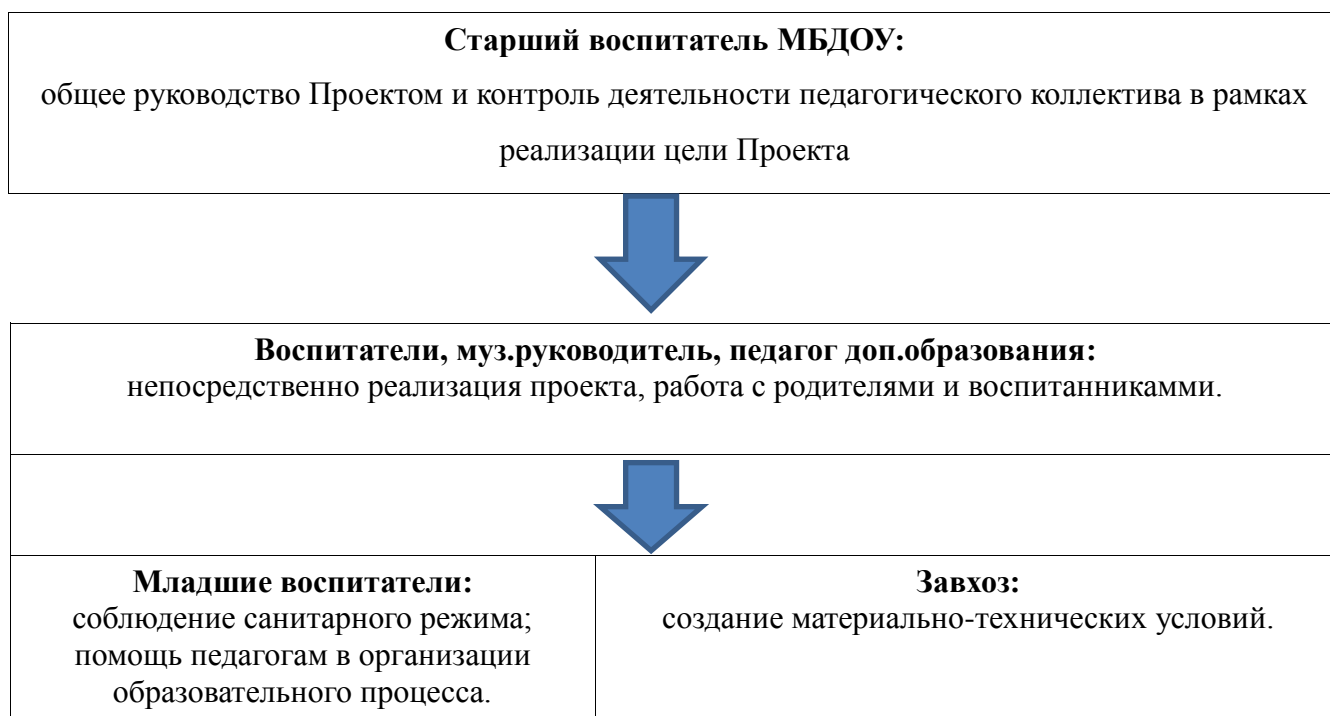 Старший воспитатель МБДОУ:
общее руководство Проектом и контроль деятельности педагогического коллектива в рамках
реализации цели Проекта
Воспитатели, муз.руководитель, педагог доп.образования:
непосредственно реализация проекта, работа с родителями и воспитанникамми.
Младшие воспитатели:
соблюдение санитарного режима;
помощь педагогам в организации
образовательного процесса.
Завхоз:
создание материально-технических условий.